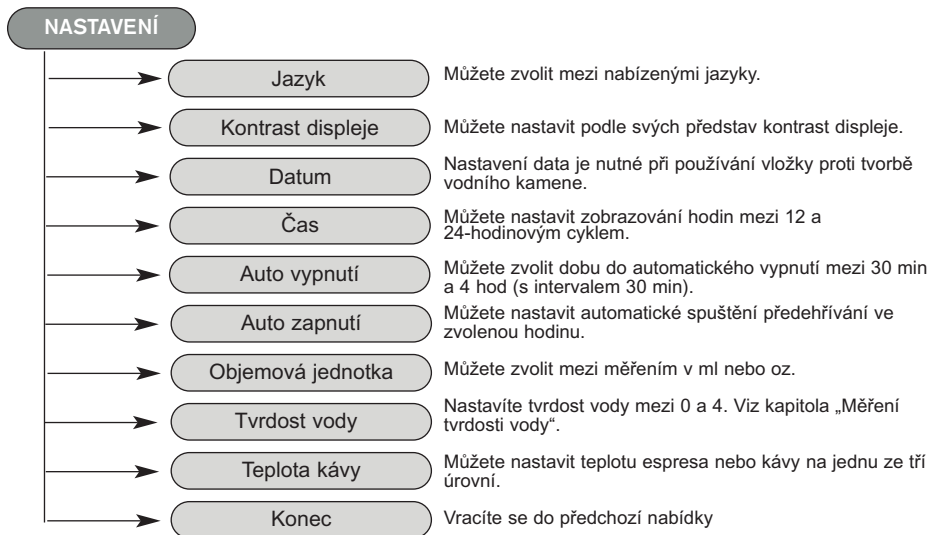 NASTAVENÍ
Jazyk
Můžete zvolit mezi nabízenými jazyky.
Kontrast displeje
Můžete nastavit podle svých představ kontrast displeje.
Datum
Nastavení data je nutné při používání vložky proti tvorbě
vodního kamene.
Čas
Můžete nastavit zobrazování hodin mezi 12 a
24-hodinovým cyklem.
Auto vypnutí
Můžete zvolit dobu do automatického vypnutí mezi 30 min
a 4 hod (s intervalem 30 min).
Auto zapnutí
Můžete nastavit automatické spuštění předehřívání ve
zvolenou hodinu.
Objemová jednotka
Můžete zvolit mezi měřením v ml nebo oz.
Tvrdost vody
Nastavíte tvrdost vody mezi 0 a 4. Viz kapitola „Měření
tvrdosti vody“.
Teplota kávy
Můžete nastavit teplotu espresa nebo kávy na jednu ze tří
úrovní.
Konec
Vracíte se do předchozí nabídky